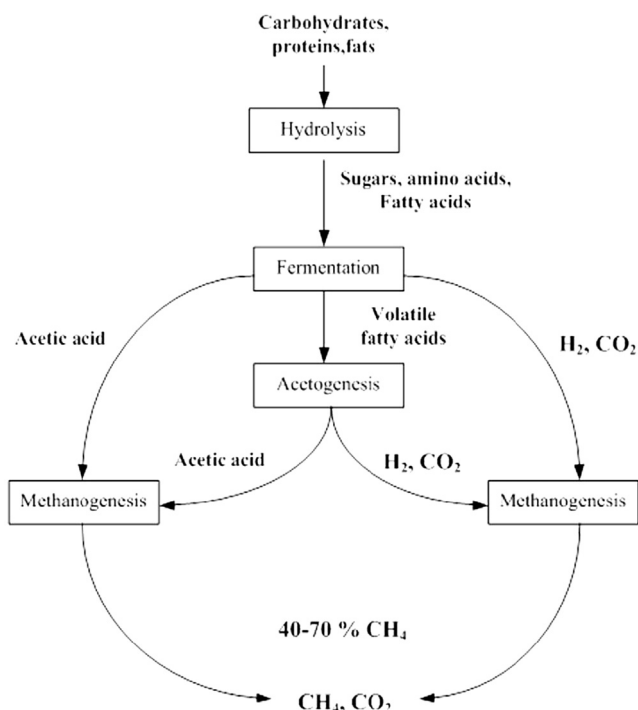 Carbohydrates,
proteins,fats
Hydrolysis
Sugars, amino acids,
Fatty acids
Fermentation
Volatile
fatty acids
Acetic acid
H₂, CO₂
Acetogenesis
Acetic acid
H₂, CO₂
Methanogenesis
Methanogenesis
40-70 % CH₄
CH₄, CO₂